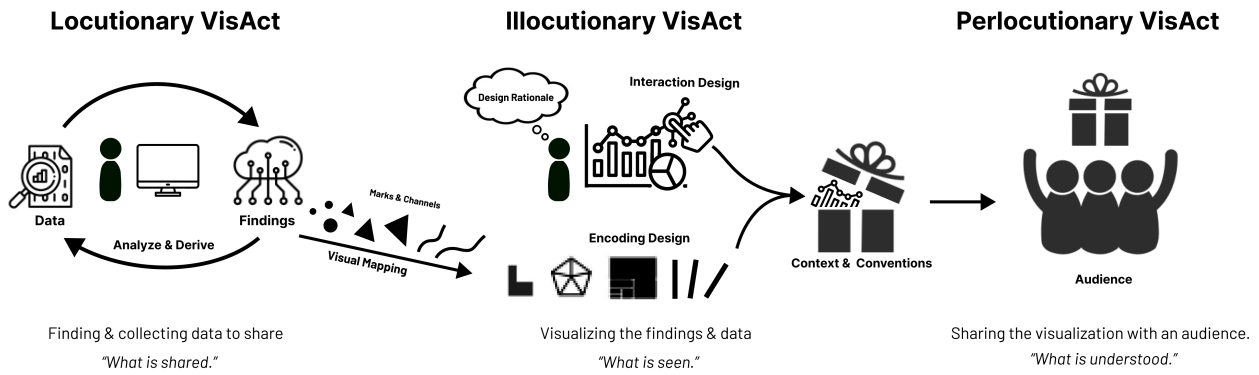 Locutionary VisAct
Illocutionary VisAct
Perlocutionary VisAct
Design Rationale
Interaction Design
Data
Findings
Analyze & Derive
Marks & Channels
Visual Mapping
Encoding Design
Context & Conventions
Audience
Finding & collecting data to share
“What is shared.”
Visualizing the findings & data
“What is seen.”
Sharing the visualization with an audience.
“What is understood.”